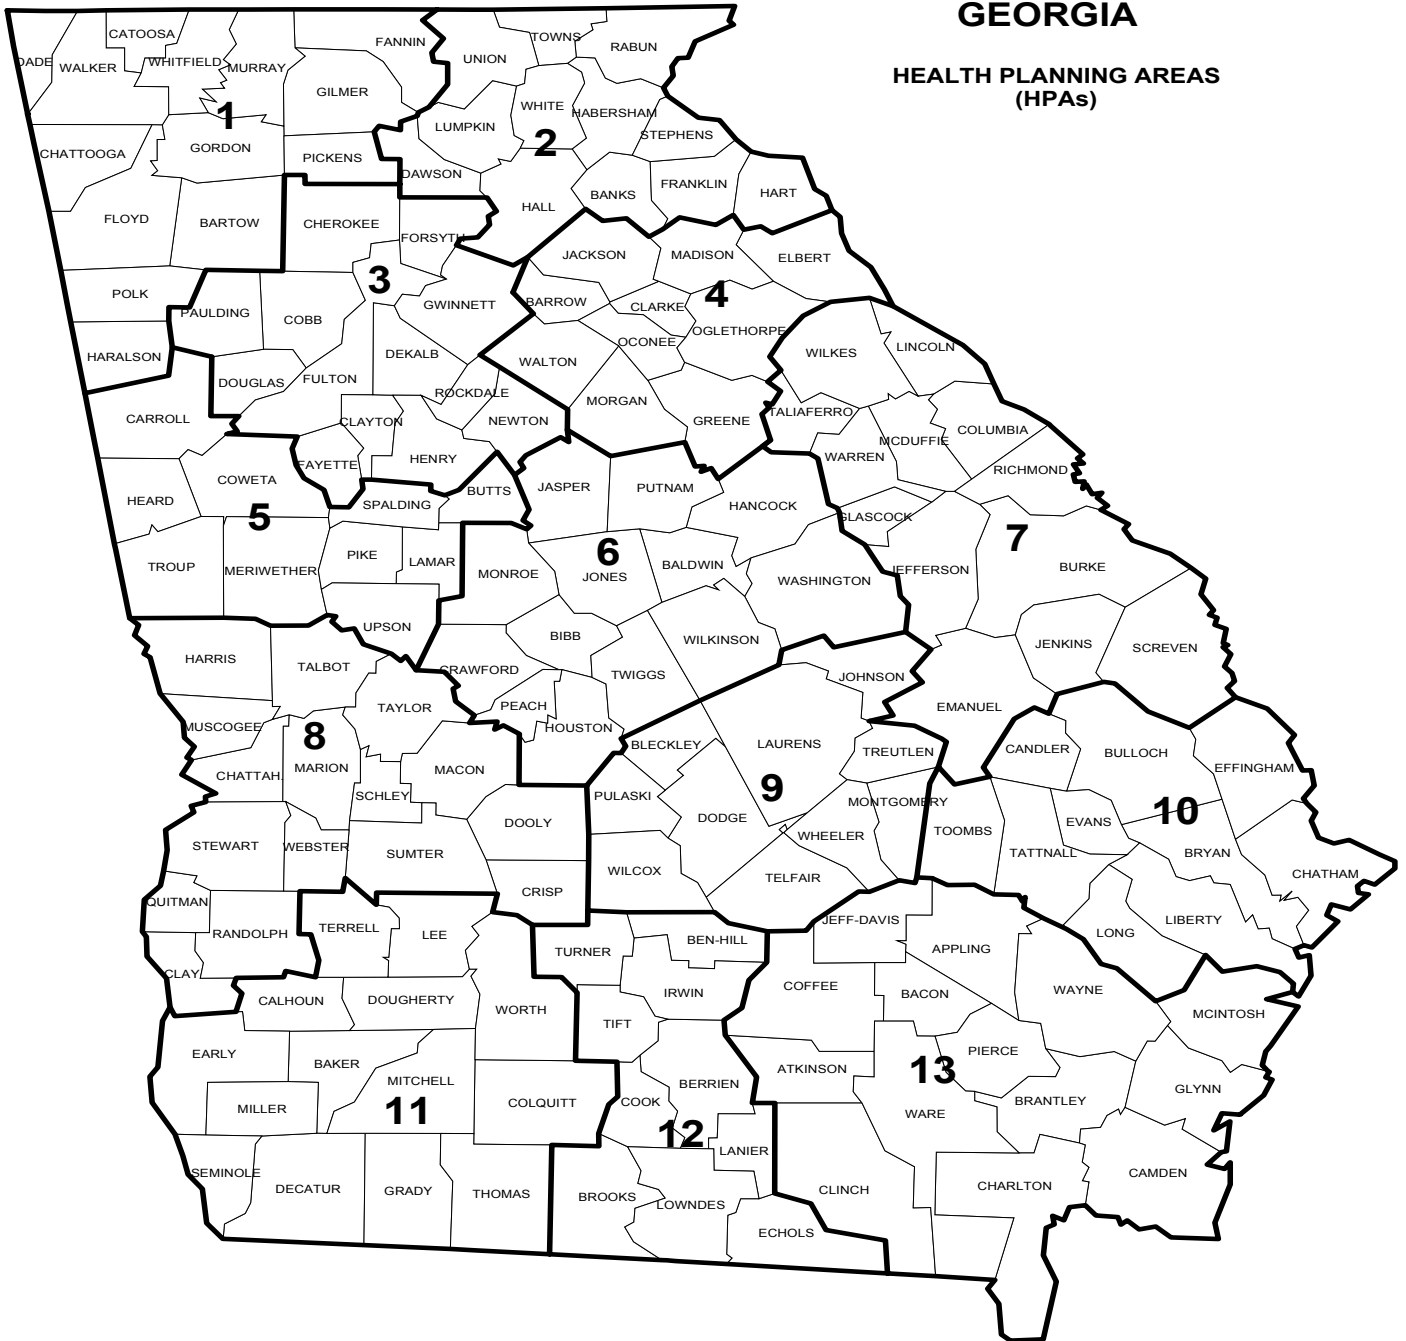 GEORGIA
HEALTH PLANNING AREAS
(HPAs)
CATOOSA
FANNIN
TOWNS
RABUN
UNION
DADE
WALKER
WHITFIELD
MURRAY
GILMER
WHITE
HABERSHAM
1
LUMPKIN
STEPHENS
2
CHATTOOGA
GORDON
PICKENS
DAWSON
FRANKLIN
HART
BANKS
HALL
FLOYD
BARTOW
CHEROKEE
FORSYTH
JACKSON
MADISON
ELBERT
3
POLK
4
PAULDING
COBB
GWINNETT
BARROW
CLARKE
OGLETHORPE
OCONEE
HARALSON
DEKALB
WALTON
WILKES
LINCOLN
DOUGLAS
FULTON
ROCKDALE
MORGAN
CARROLL
CLAYTON
NEWTON
GREENE
TALIAFERRO
COLUMBIA
MCDUFFIE
FAYETTE
HENRY
WARREN
RICHMOND
COWETA
BUTTS
JASPER
PUTNAM
HEARD
SPALDING
HANCOCK
5
GLASCOCK
7
6
PIKE
LAMAR
TROUP
MERIWETHER
MONROE
JONES
BALDWIN
WASHINGTON
JEFFERSON
BURKE
UPSON
BIBB
WILKINSON
JENKINS
SCREVEN
HARRIS
TALBOT
CRAWFORD
TWIGGS
JOHNSON
TAYLOR
PEACH
EMANUEL
MUSCOGEE
HOUSTON
8
BLECKLEY
LAURENS
TREUTLEN
CANDLER
BULLOCH
CHATTAH.
MARION
MACON
EFFINGHAM
9
SCHLEY
PULASKI
MONTGOMERY
10
DODGE
DOOLY
WHEELER
TOOMBS
EVANS
STEWART
WEBSTER
SUMTER
TATTNALL
BRYAN
WILCOX
TELFAIR
CHATHAM
CRISP
QUITMAN
JEFF-DAVIS
LIBERTY
RANDOLPH
TERRELL
LEE
BEN-HILL
LONG
TURNER
APPLING
CLAY
COFFEE
BACON
WAYNE
CALHOUN
DOUGHERTY
WORTH
IRWIN
MCINTOSH
TIFT
EARLY
BAKER
PIERCE
ATKINSON
13
MITCHELL
BERRIEN
GLYNN
MILLER
11
COLQUITT
COOK
WARE
BRANTLEY
12
LANIER
SEMINOLE
CAMDEN
DECATUR
GRADY
THOMAS
BROOKS
LOWNDES
CLINCH
CHARLTON
ECHOLS